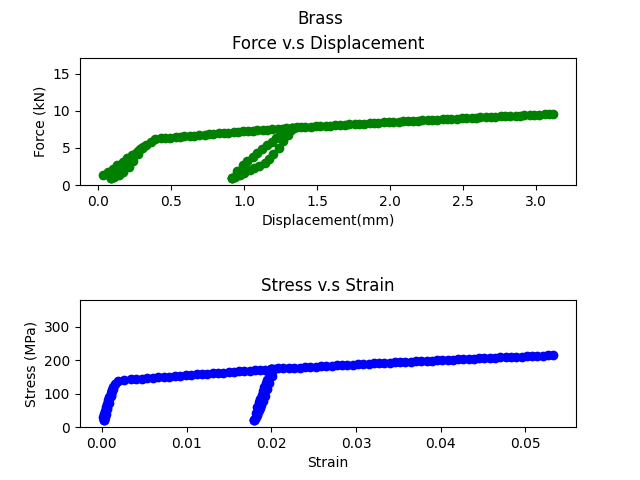 Brass
Force v.s Displacement
Force (kN)
15
10
5
0
0.0 0.5 1.0 1.5 2.0 2.5 3.0
Displacement(mm)
Stress v.s Strain
Stress (MPa)
300
200
100
0
0.00 0.01 0.02 0.03 0.04 0.05
Strain